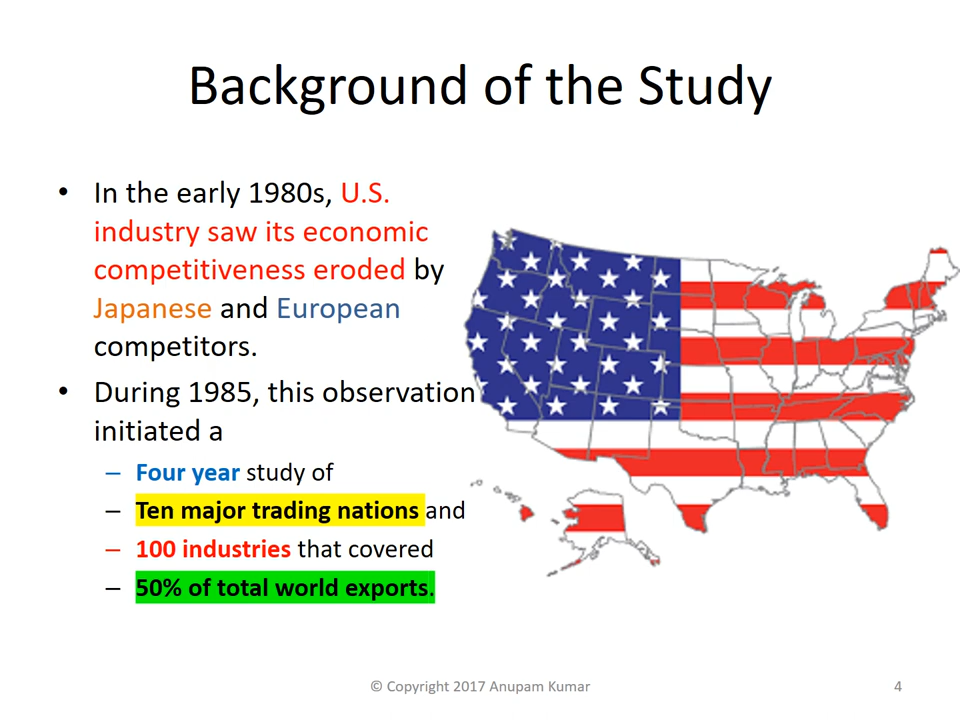 Background of the Study
• In the early 1980s, U.S.
industry saw its economic
competitiveness eroded by
Japanese and European
competitors.
• During 1985, this observation
initiated a
– Four year study of
– Ten major trading nations and
– 100 industries that covered
– 50% of total world exports.
© Copyright 2017 Anupam Kumar
4